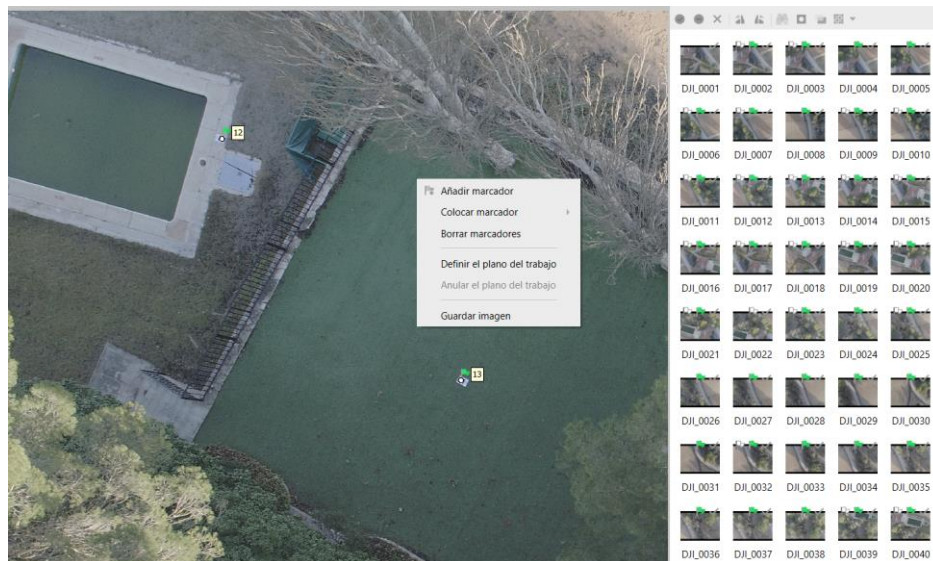 12
Añadir marcador
Colocar marcador
Borrar marcadores
Definir el plano del trabajo
Anular el plano del trabajo
Guardar imagen
13
DJI_0001 DJI_0002 DJI_0003 DJI_0004 DJI_0005
DJI_0006 DJI_0007 DJI_0008 DJI_0009 DJI_0010
DJI_0011 DJI_0012 DJI_0013 DJI_0014 DJI_0015
DJI_0016 DJI_0017 DJI_0018 DJI_0019 DJI_0020
DJI_0021 DJI_0022 DJI_0023 DJI_0024 DJI_0025
DJI_0026 DJI_0027 DJI_0028 DJI_0029 DJI_0030
DJI_0031 DJI_0032 DJI_0033 DJI_0034 DJI_0035
DJI_0036 DJI_0037 DJI_0038 DJI_0039 DJI_0040